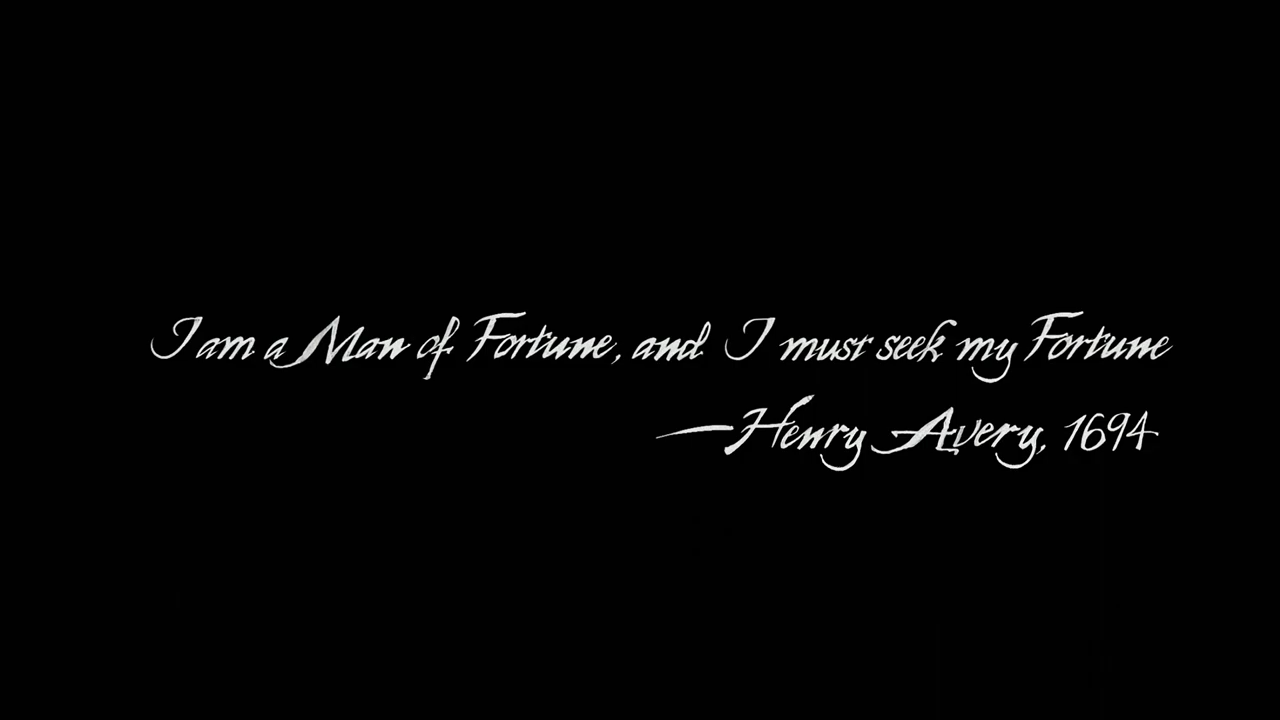 I am a Man of Fortune, and I must seek my Fortune
—Henry Avery, 1694